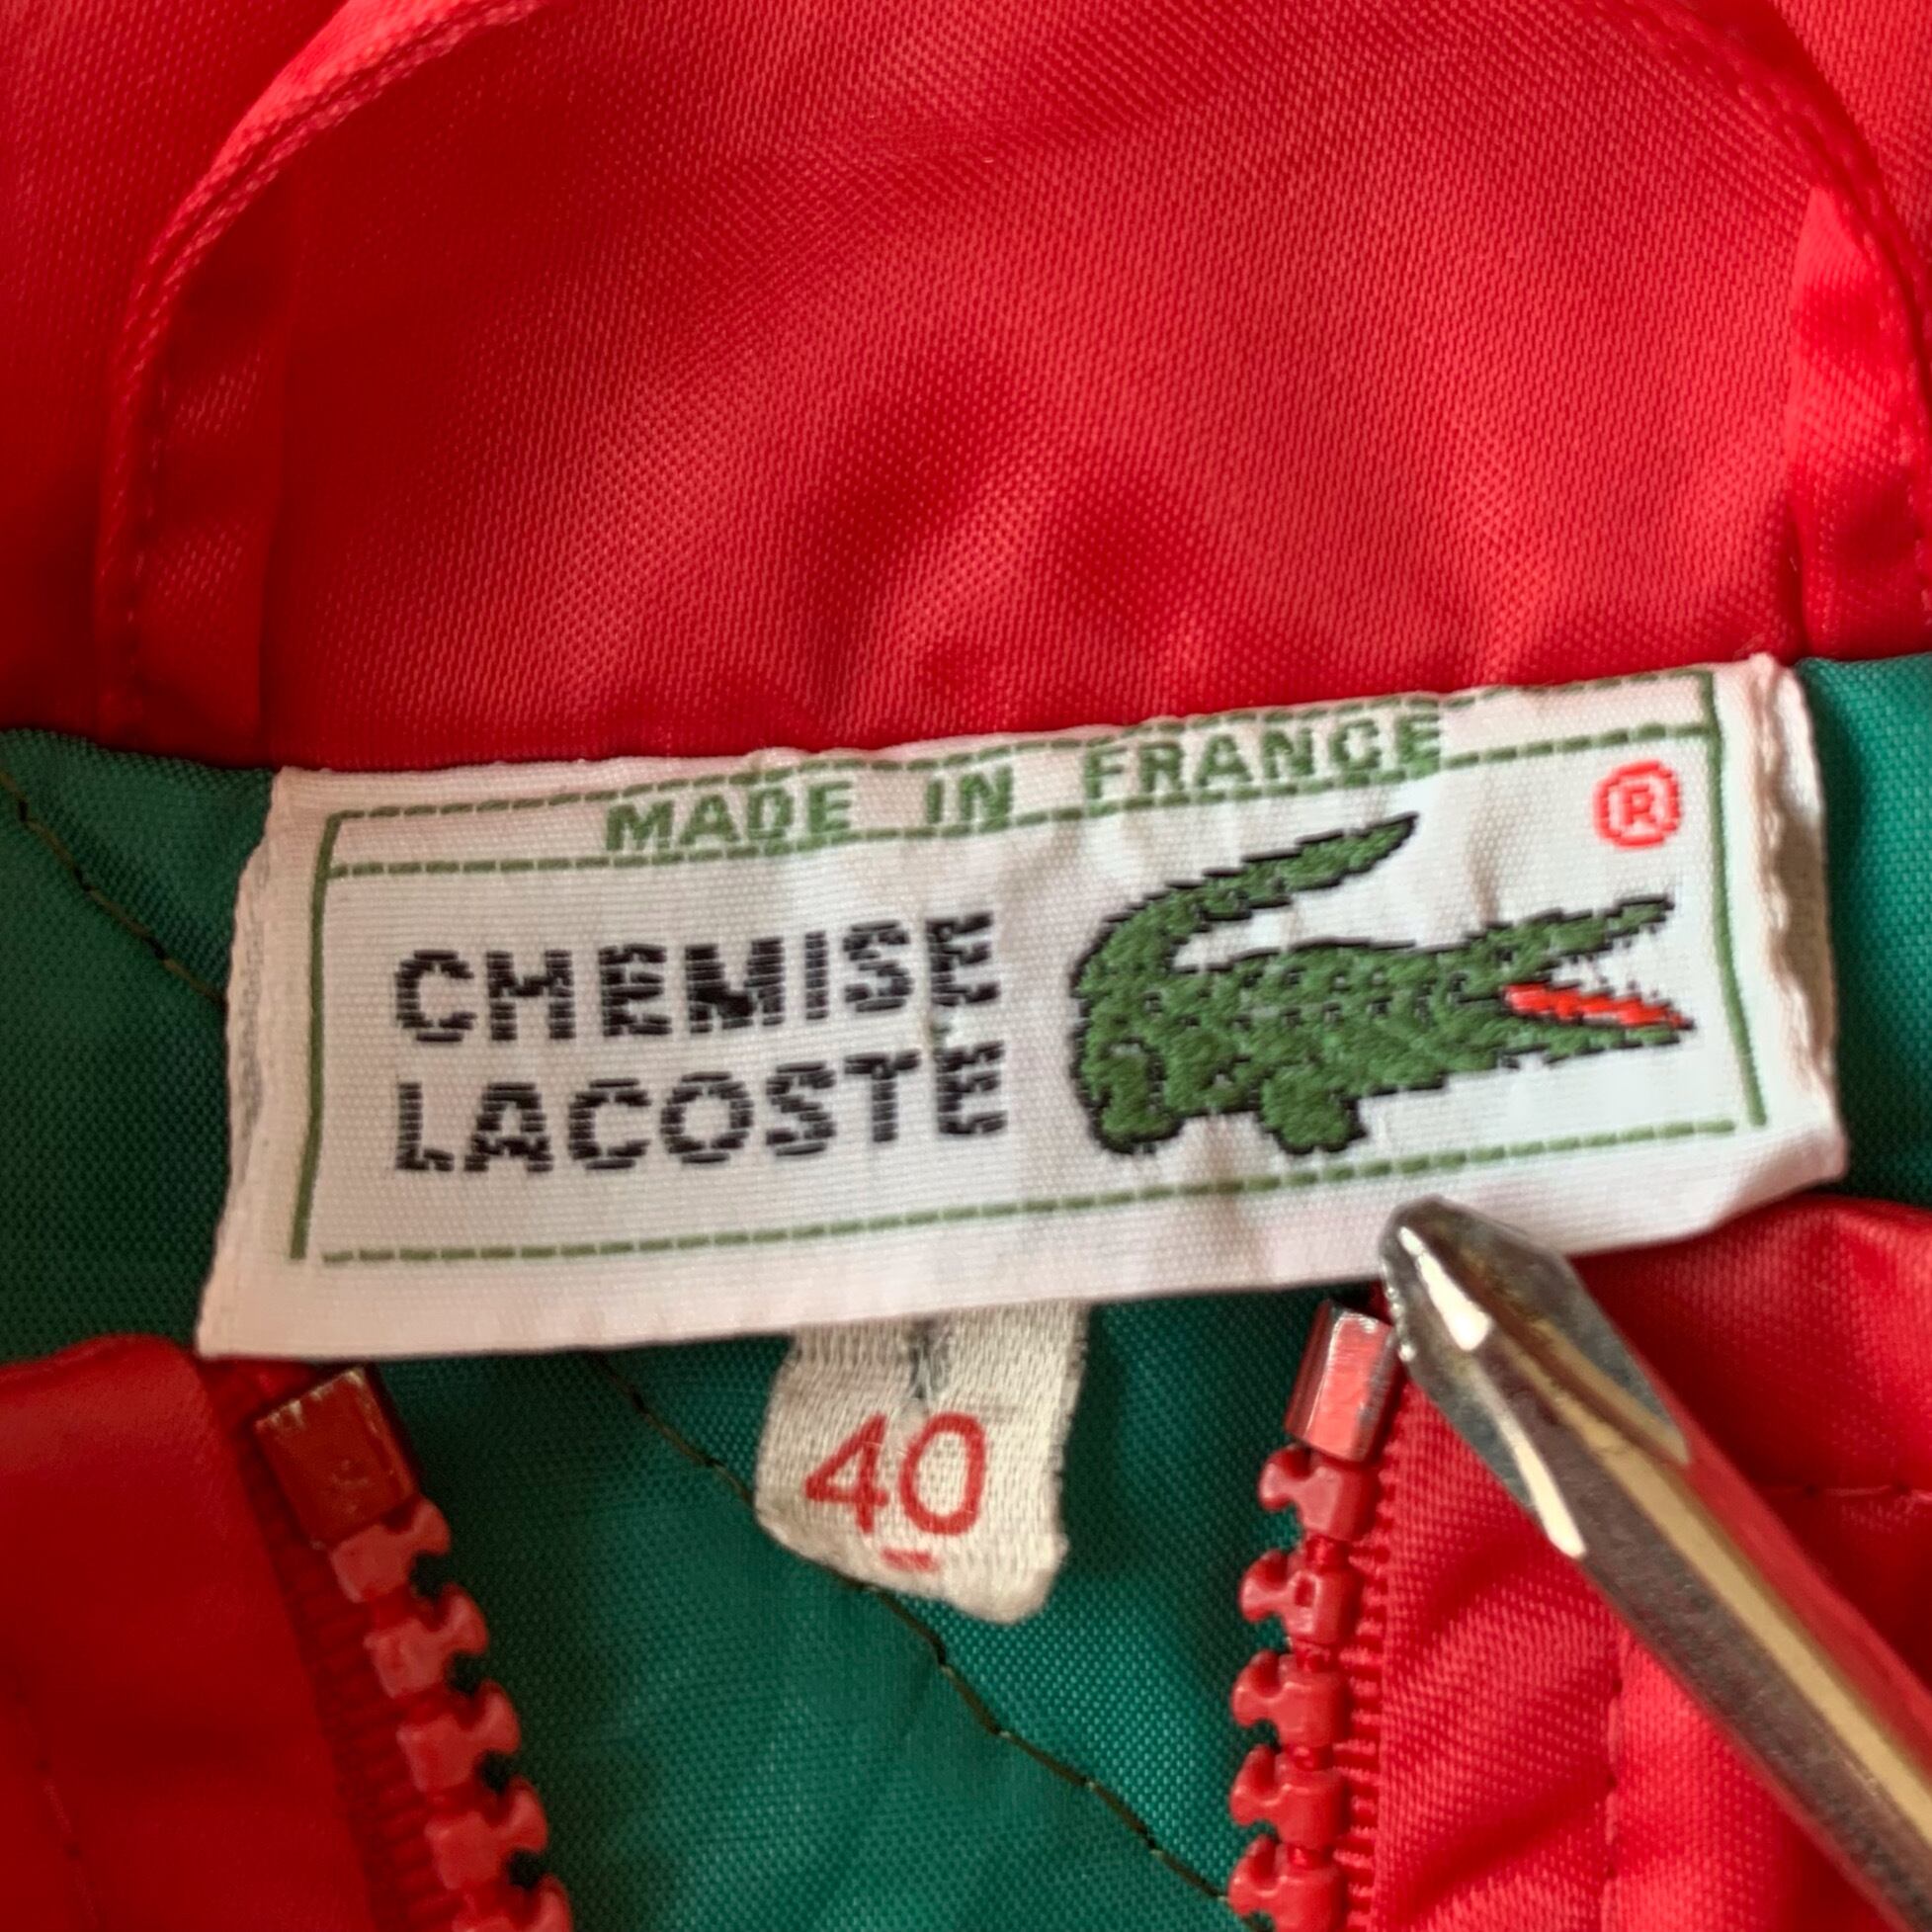 MADE IN FRANCE
®
CHEMISE
LACOSTE
40